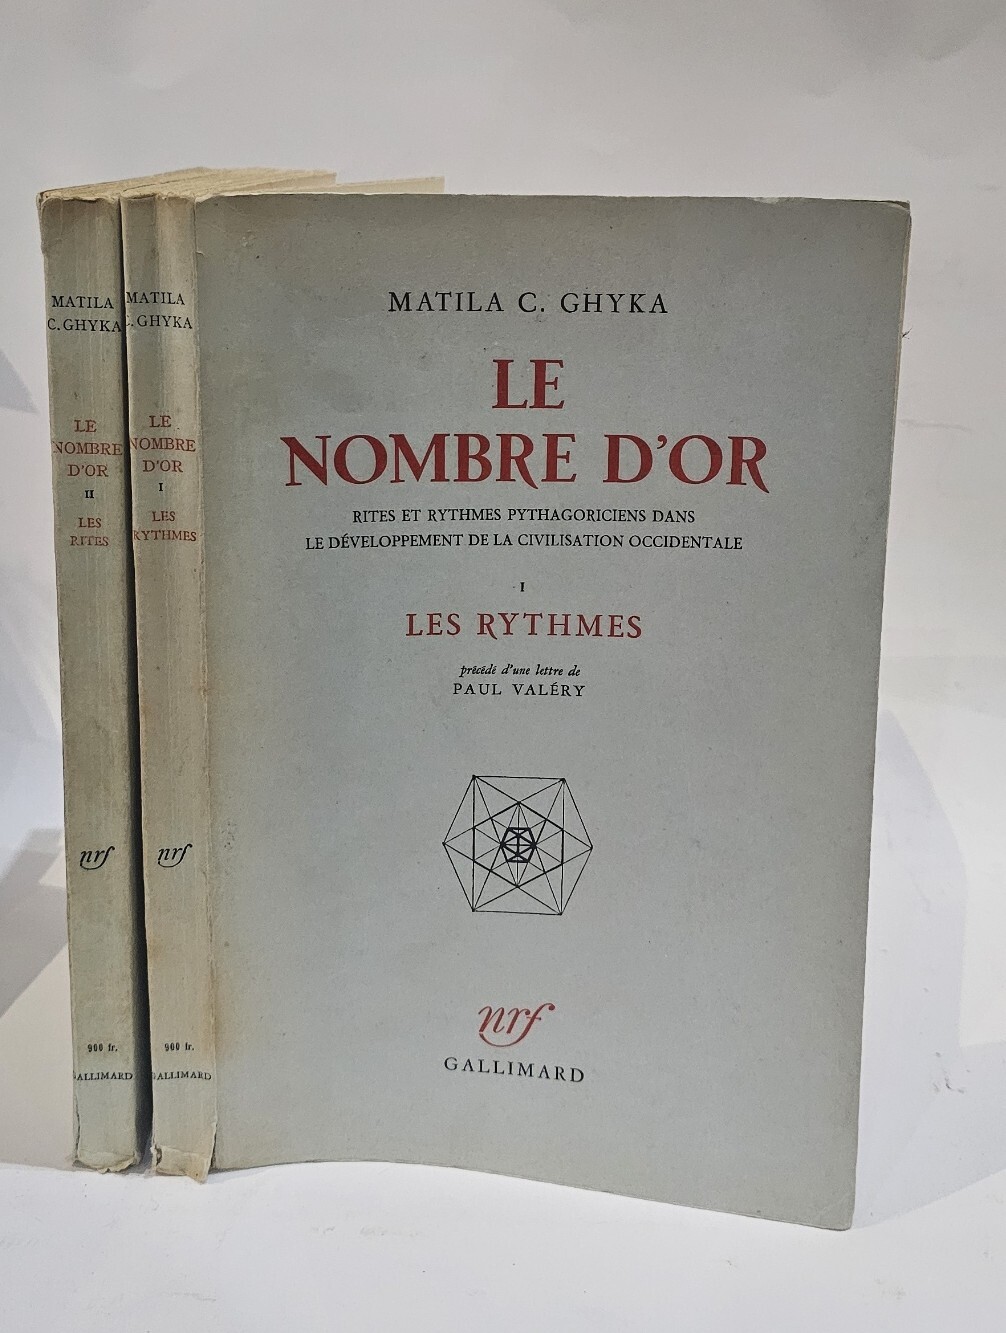 MATILA
C. GHYKA
LE
NOMBRE
D'OR
II
LES
RITES
nrf
900 fr.
GALLIMARD
MATILA
C. GHYKA
LE
NOMBRE
D'OR
I
LES
RYTHMES
nrf
900 fr.
GALLIMARD
MATILA C. GHYKA
LE
NOMBRE D'OR
RITES ET RYTHMES PYTHAGORICIENS DANS
LE DÉVELOPPEMENT DE LA CIVILISATION OCCIDENTALE
I
LES RYTHMES
précédé d'une lettre de
PAUL VALÉRY
nrf
GALLIMARD